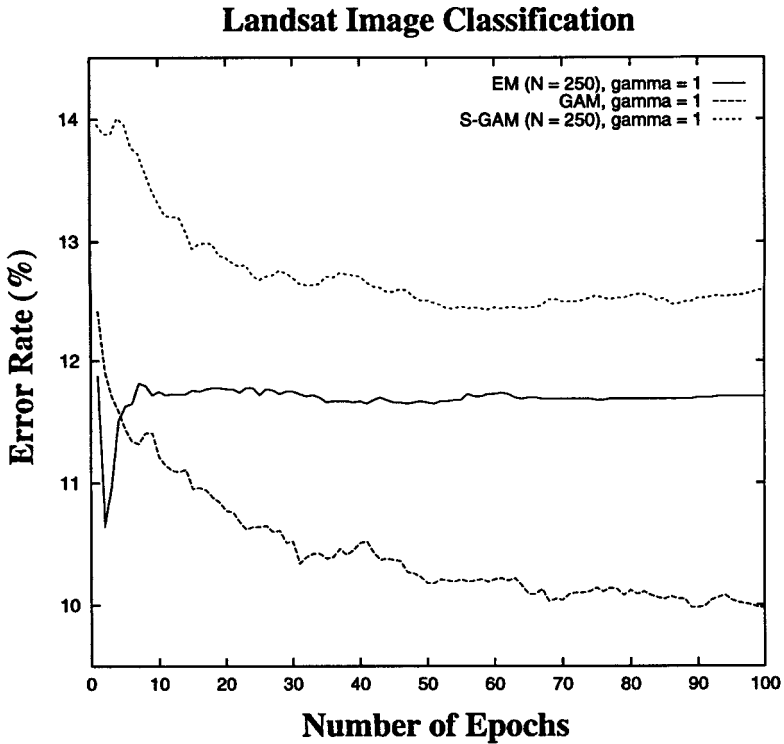 Landsat Image Classification
EM (N = 250), gamma = 1
GAM, gamma = 1
S-GAM (N = 250), gamma = 1
14
13
12
11
10
Error Rate (%)
0 10 20 30 40 50 60 70 80 90 100
Number of Epochs